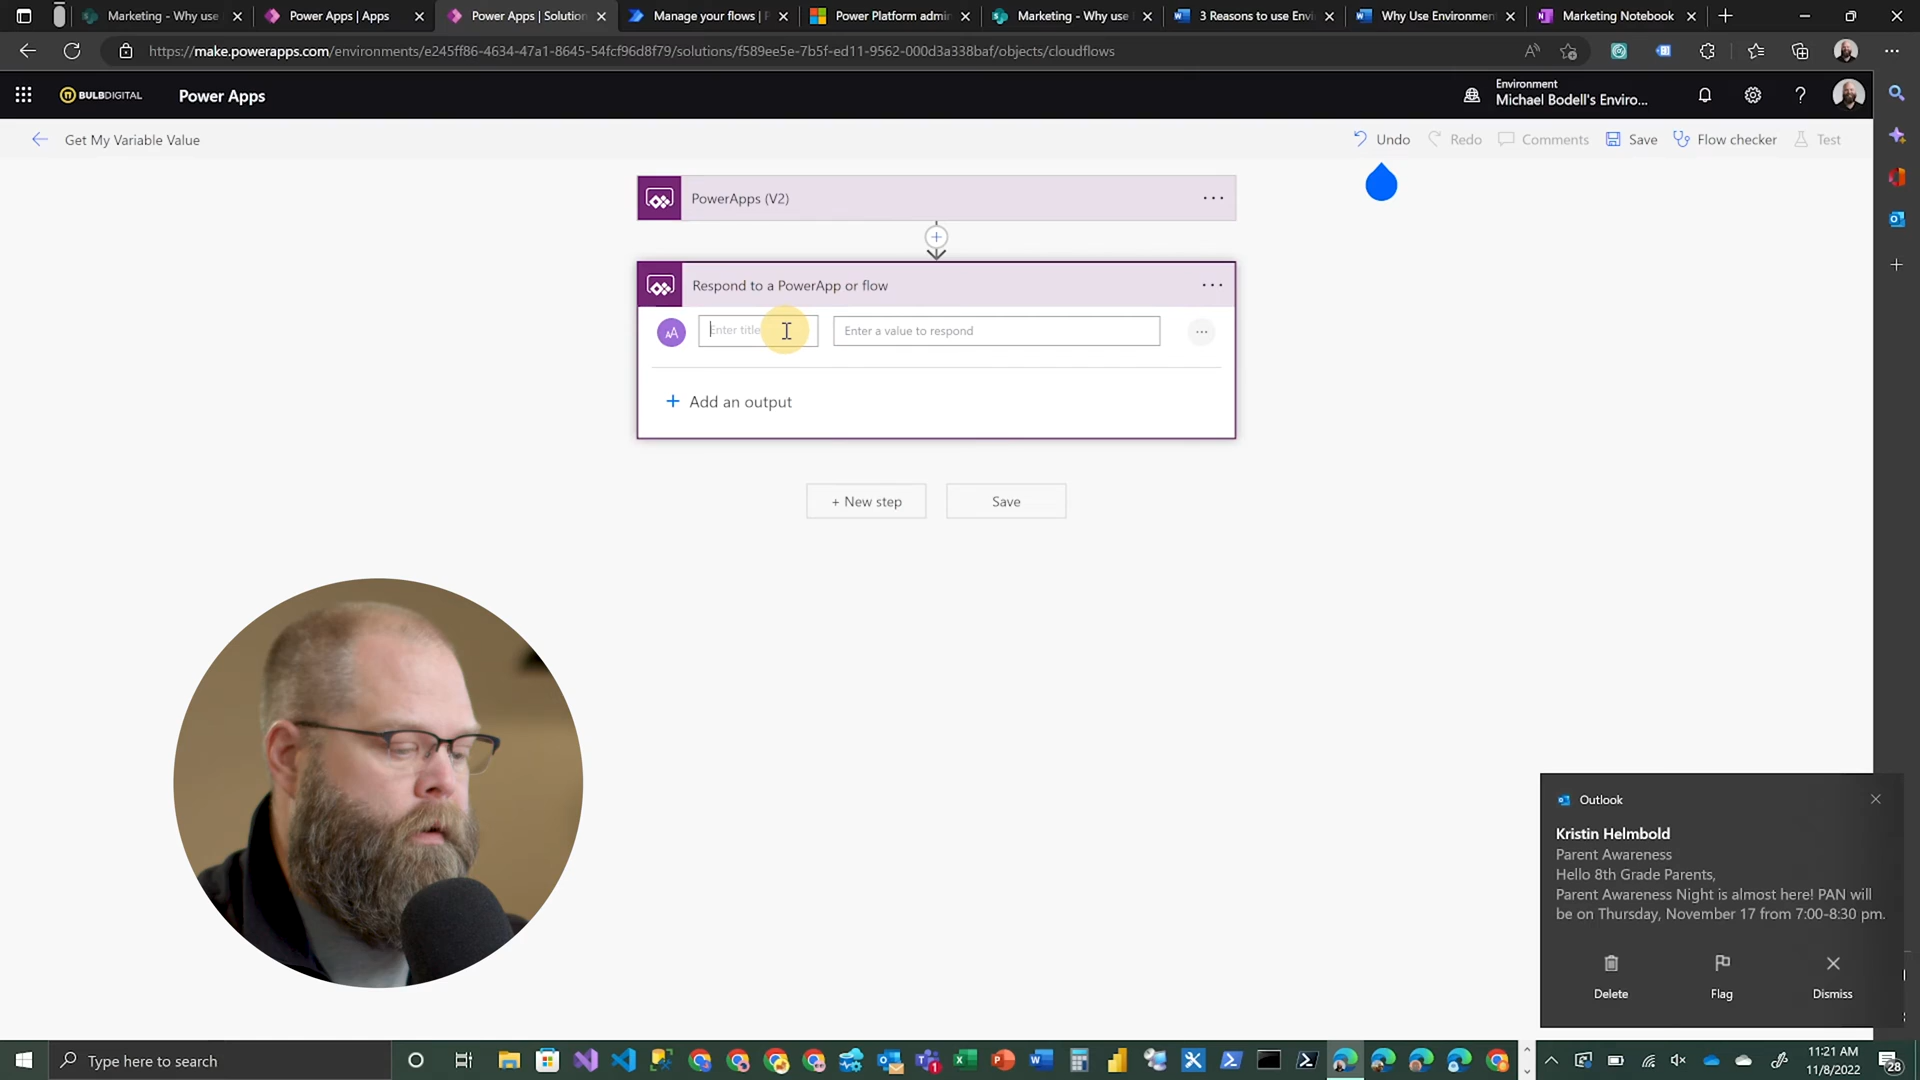 Marketing - Why use
Power Apps | Apps
Power Apps | Solution
Manage your flows | P
Power Platform admin
Marketing - Why use
3 Reasons to use Envi
Why Use Environmen
Marketing Notebook
https://make.powerapps.com/environments/e245ff86-4634-47a1-8645-54fcf96d8f79/solutions/f589ee5e-7b5f-ed11-9562-000d3a338baf/objects/cloudflows
BULBDIGITAL
Power Apps
Environment
Michael Bodell's Enviro...
Get My Variable Value
Undo
Redo
Comments
Save
Flow checker
Test
PowerApps (V2)
Respond to a PowerApp or flow
Enter title
Enter a value to respond
+ Add an output
+ New step
Save
Outlook
Kristin Helmbold
Parent Awareness
Hello 8th Grade Parents,
Parent Awareness Night is almost here! PAN will
be on Thursday, November 17 from 7:00-8:30 pm.
Delete
Flag
Dismiss
Type here to search
11:21 AM
11/8/2022
28